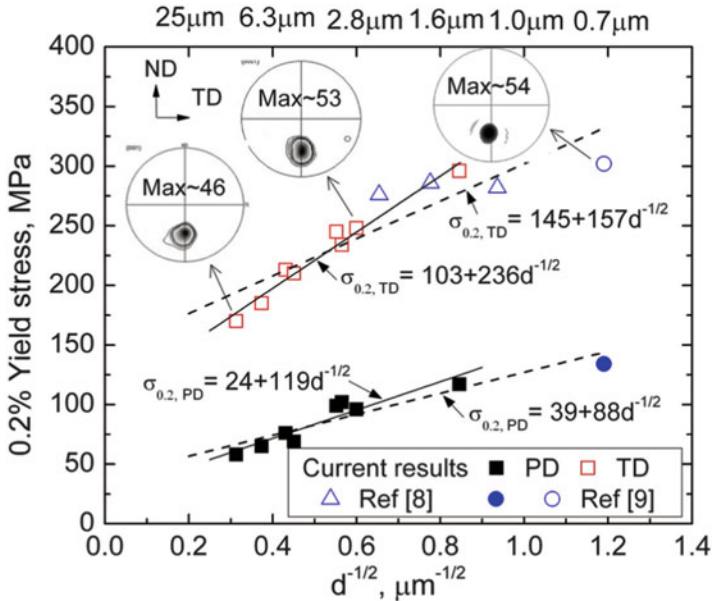 25μm 6.3μm 2.8μm 1.6μm 1.0μm 0.7μm
400
350
300
250
200
150
100
50
0
0.2% Yield stress, MPa
ND
TD
Max~46
Max~53
Max~54
σ0.2, TD = 145+157d^-1/2
σ0.2, TD = 103+236d^-1/2
σ0.2, PD = 24+119d^-1/2
σ0.2, PD = 39+88d^-1/2
Current results PD TD
Ref [8] Ref [9]
0.0 0.2 0.4 0.6 0.8 1.0 1.2 1.4
d^-1/2, μm^-1/2